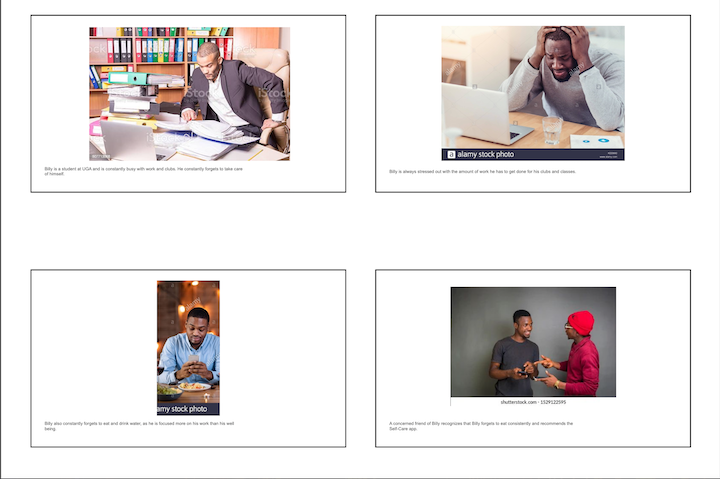 iStock
Billy is a student at UGA and is constantly busy with work and clubs. He constantly forgets to take care
of himself.
a alamy stock photo
Billy is always stressed out with the amount of work he has to get done for his clubs and classes.
alamy stock photo
Billy also constantly forgets to eat and drink water, as he is focused more on his work than his well
being.
shutterstock.com · 1529122595
A concerned friend of Billy recognizes that Billy forgets to eat consistently and recommends the
Self-Care app.